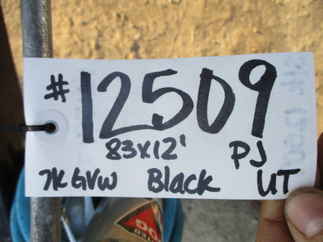 #12509
83x12' PJ
7K GVW Black UT